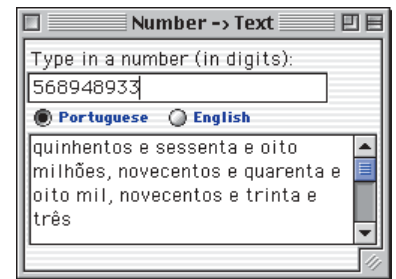 Number -> Text
Type in a number (in digits):
568948933
Portuguese English
quinhentos e sessenta e oito
milhões, novecentos e quarenta e
oito mil, novecentos e trinta e
três